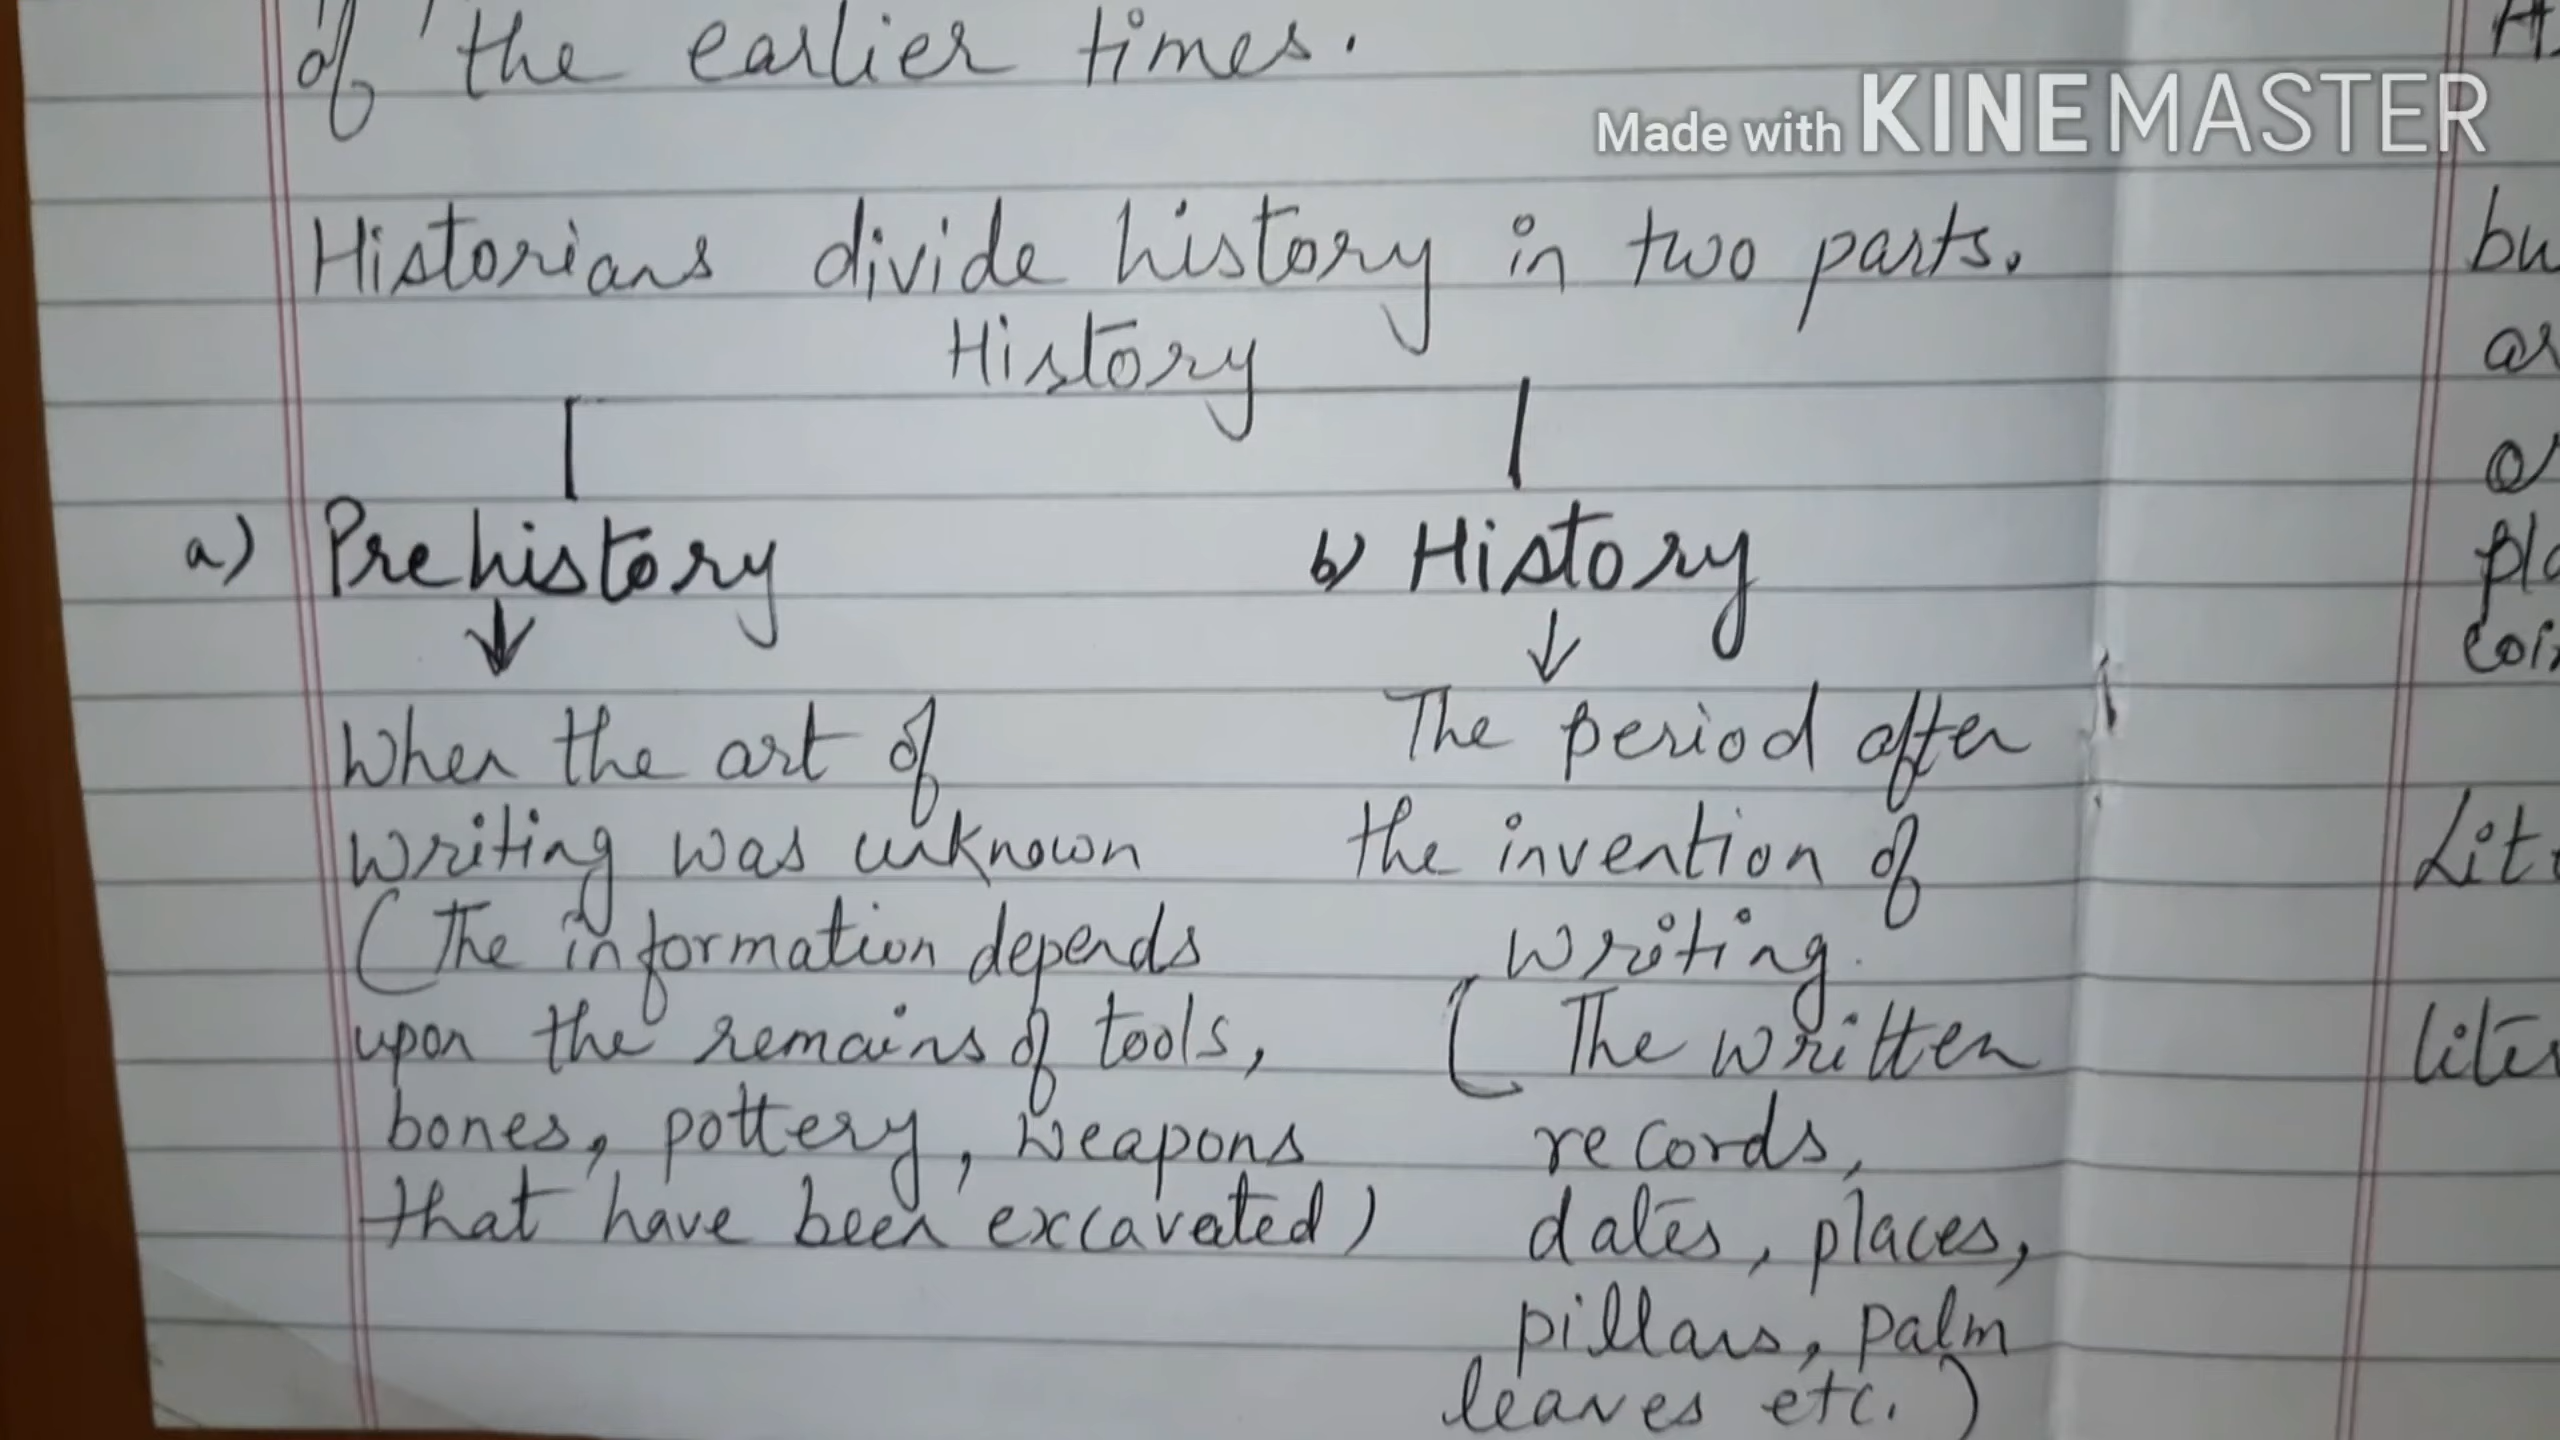 of the earlier times.
Made with KINEMASTER
Historians divide history in two parts.
History
a) Prehistory
b) History
When the art of
writing was unknown
(The information depends
upon the remains of tools,
bones, pottery, weapons
that have been excavated)
The period after
the invention of
writing.
(The written
records,
dates, places,
pillars, palm
leaves etc.)